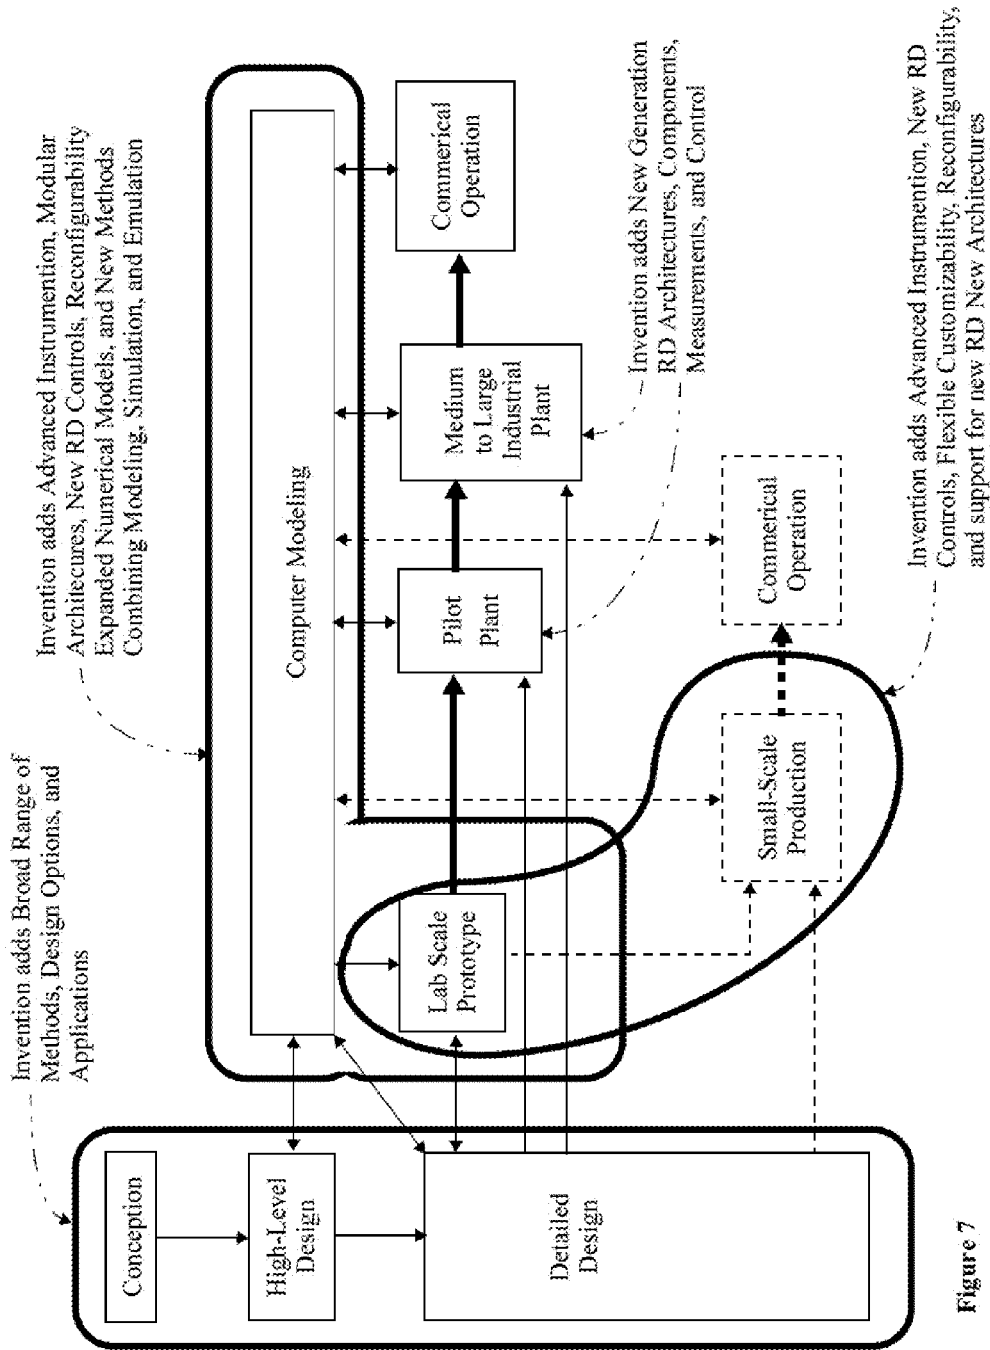 Invention adds Broad Range of
Methods, Design Options, and
Applications
Invention adds Advanced Instrumention, Modular
Architecures, New RD Controls, Reconfigurability
Expanded Numerical Models, and New Methods
Combining Modeling, Simulation, and Emulation
Conception
High-Level
Design
Detailed
Design
Computer Modeling
Lab Scale
Prototype
Pilot
Plant
Medium
to Large
Industrial
Plant
Commerical
Operation
Invention adds New Generation
RD Architectures, Components,
Measurements, and Control
Small-Scale
Production
Commerical
Operation
Invention adds Advanced Instrumention, New RD
Controls, Flexible Customizability, Reconfigurability,
and support for new RD New Architectures
Figure 7